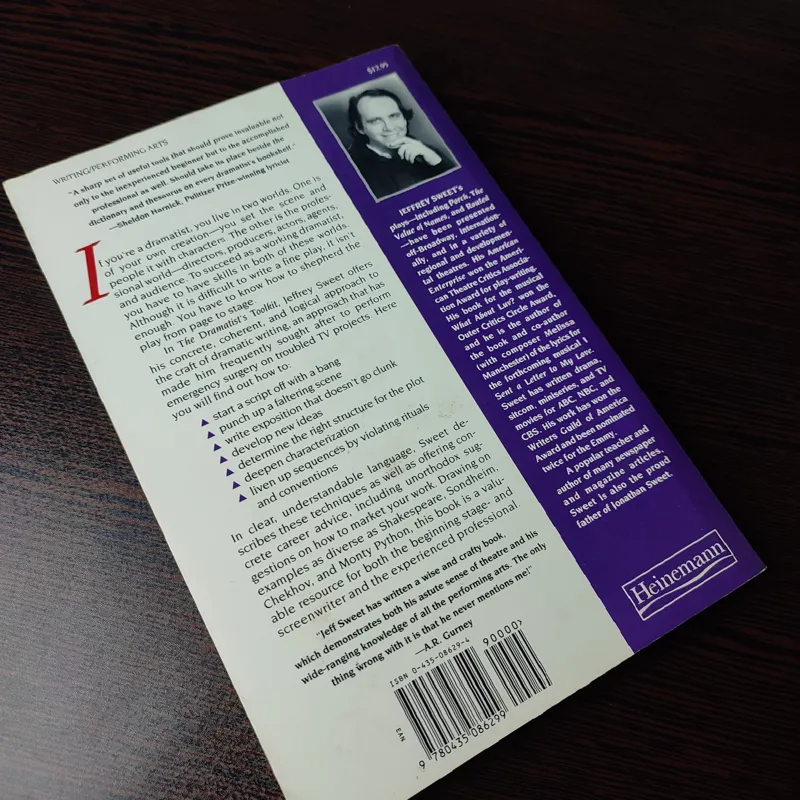 WRITING/PERFORMING ARTS
"A sharp set of useful tools that should prove invaluable not
only to the inexperienced beginner but to the accomplished
professional as well. Should take its place beside the
dictionary and thesaurus on every dramatist's bookshelf."
—Sheldon Harnick, Pulitzer Prize-winning lyricist
If you're a dramatist, you live in two worlds. One is
of your own creation—you set the scene and
people it with characters. The other is the profes-
sional world—directors, producers, actors, agents,
and audience. To succeed as a working dramatist,
you have to have skills in both of these worlds.
Although it is difficult to write a fine play, it isn't
enough. You have to know how to shepherd the
play from page to stage.
In The Dramatist's Toolkit, Jeffrey Sweet offers
his concrete, coherent, and logical approach to
the craft of dramatic writing, an approach that has
made him frequently sought after to perform
emergency surgery on troubled TV projects. Here
you will find out how to:
▲ start a script off with a bang
▲ punch up a faltering scene
▲ write exposition that doesn't go clunk
▲ develop new ideas
▲ determine the right structure for the plot
▲ deepen characterization
▲ liven up sequences by violating rituals
and conventions
In clear, understandable language, Sweet de-
scribes these techniques as well as offering con-
crete career advice, including unorthodox sug-
gestions on how to market your work. Drawing on
examples as diverse as Shakespeare, Sondheim,
Chekhov, and Monty Python, this book is a valu-
able resource for both the beginning stage- and
screenwriter and the experienced professional.
"Jeff Sweet has written a wise and crafty book,
which demonstrates both his astute sense of theatre and his
wide-ranging knowledge of all the performing arts. The only
thing wrong with it is that he never mentions me!"
—A.R. Gurney
ISBN 0-435-08629-4
90000>
EAN
9 780435 086299
$13.95
JEFFREY SWEET's
plays—including Porch, The
Value of Names, and Routed
—have been presented
off-Broadway, internation-
ally, and in a variety of
regional and developmen-
tal theatres. His American
Enterprise won the Ameri-
can Theatre Critics Associa-
tion Award for play-writing.
His book for the musical
What About Luv? won the
Outer Critics Circle Award,
and he is the author of
the book and co-author
(with composer Melissa
Manchester) of the lyrics for
the forthcoming musical I
Sent a Letter to My Love.
Sweet has written drama,
sitcom, miniseries, and TV
movies for ABC, NBC, and
CBS. His work has won the
Writers Guild of America
Award and been nominated
twice for the Emmy.
A popular teacher and
author of many newspaper
and magazine articles,
Sweet is also the proud
father of Jonathan Sweet.
Heinemann